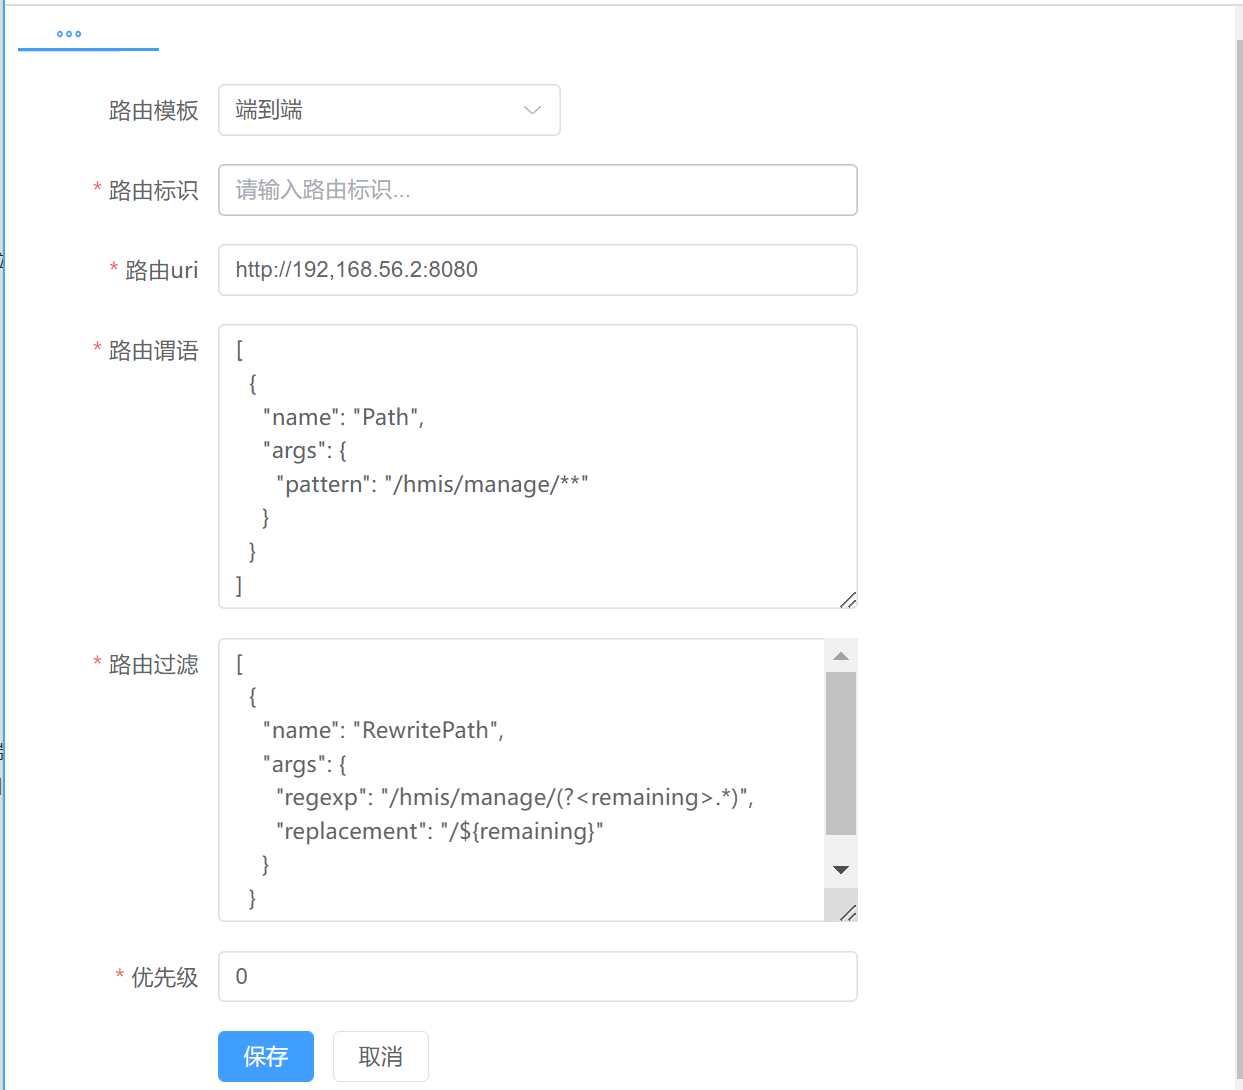 路由模板 端到端
* 路由标识 请输入路由标识...
* 路由uri http://192,168.56.2:8080
* 路由谓语 [
{
"name": "Path",
"args": {
"pattern": "/hmis/manage/**"
}
}
]
* 路由过滤 [
{
"name": "RewritePath",
"args": {
"regexp": "/hmis/manage/(?<remaining>.*)",
"replacement": "/${remaining}"
}
}
* 优先级 0
保存 取消